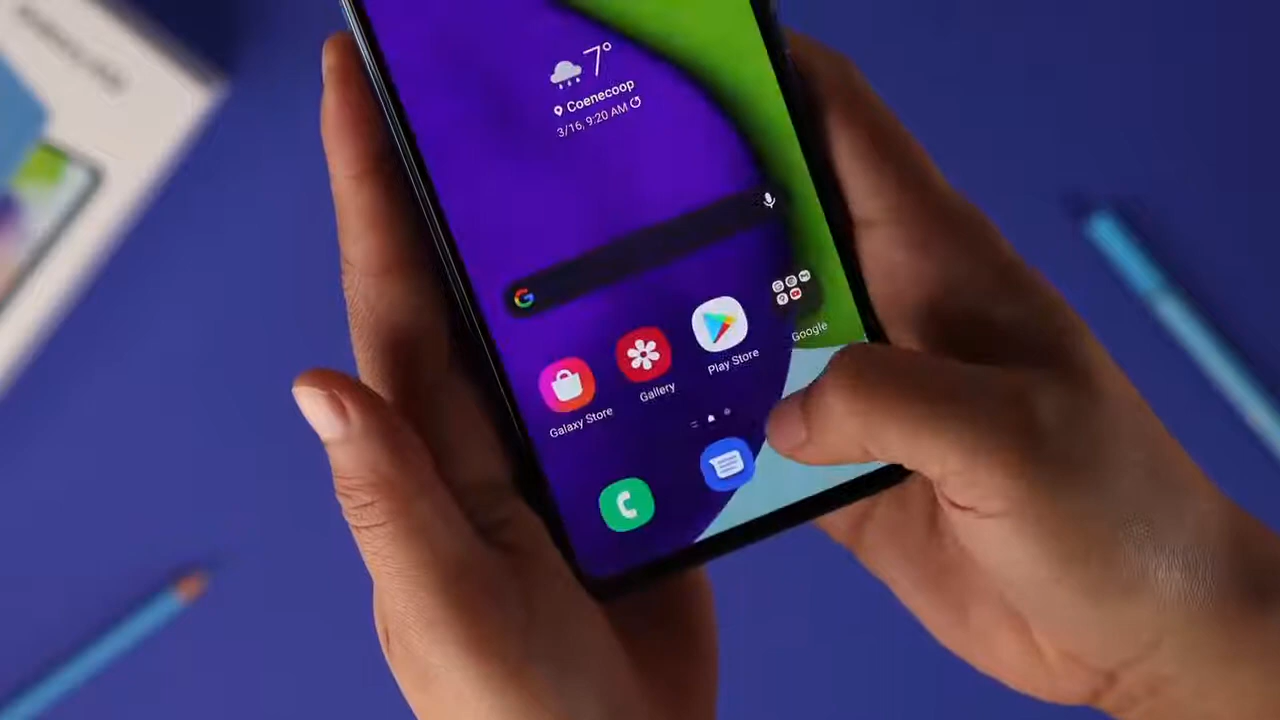 7°
Coenecoop
3/16, 9:20 AM
G
Google
Play Store
Gallery
Galaxy Store